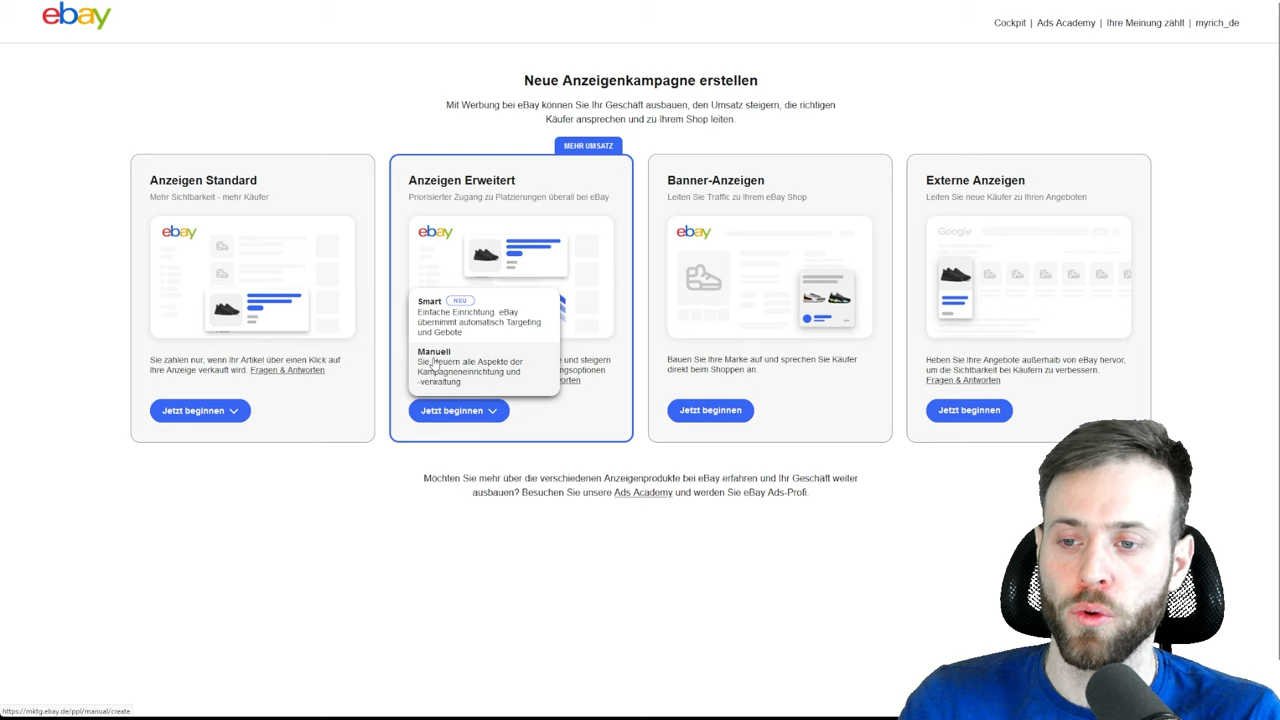 ebay
Cockpit | Ads Academy | Ihre Meinung zählt | myrich_de
Neue Anzeigenkampagne erstellen
Mit Werbung bei eBay können Sie Ihr Geschäft ausbauen, den Umsatz steigern, die richtigen
Käufer ansprechen und zu Ihrem Shop leiten.
Anzeigen Standard
Mehr Sichtbarkeit - mehr Käufer
ebay
Sie zahlen nur, wenn Ihr Artikel über einen Klick auf
Ihre Anzeige verkauft wird. Fragen & Antworten
Jetzt beginnen
MEHR UMSATZ
Anzeigen Erweitert
Priorisierter Zugang zu Platzierungen überall bei eBay
ebay
Smart NEU
Einfache Einrichtung. eBay
übernimmt automatisch Targeting
und Gebote
Manuell
Sie steuern alle Aspekte der
Kampagneneinrichtung und
-verwaltung
e und steigern
ngsoptionen
orten
Jetzt beginnen
Banner-Anzeigen
Leiten Sie Traffic zu Ihrem eBay Shop
ebay
Bauen Sie Ihre Marke auf und sprechen Sie Käufer
direkt beim Shoppen an.
Jetzt beginnen
Externe Anzeigen
Leiten Sie neue Käufer zu Ihren Angeboten
Google
Heben Sie Ihre Angebote außerhalb von eBay hervor,
um die Sichtbarkeit bei Käufern zu verbessern.
Fragen & Antworten
Jetzt beginnen
Möchten Sie mehr über die verschiedenen Anzeigenprodukte bei eBay erfahren und Ihr Geschäft weiter
ausbauen? Besuchen Sie unsere Ads Academy und werden Sie eBay Ads-Profi.
https://mktg.ebay.de/ppl/manual/create